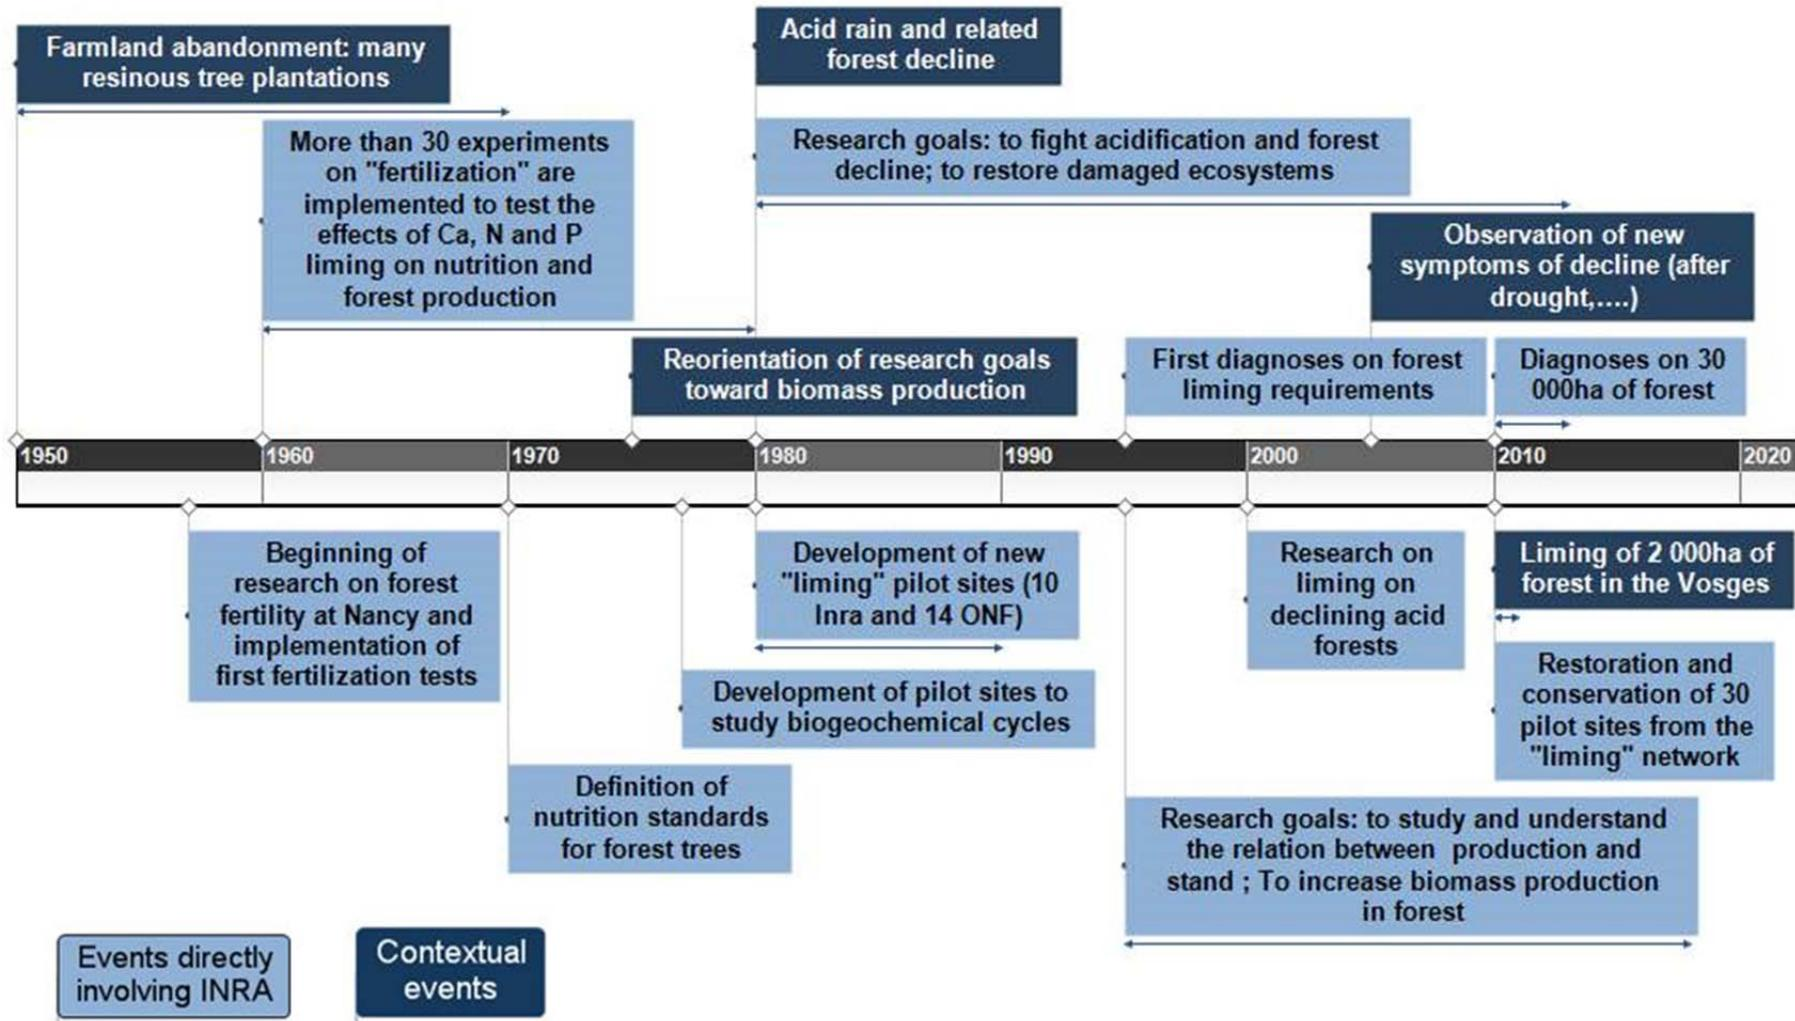 Farmland abandonment: many
resinous tree plantations
Acid rain and related
forest decline
More than 30 experiments
on "fertilization" are
implemented to test the
effects of Ca, N and P
liming on nutrition and
forest production
Research goals: to fight acidification and forest
decline; to restore damaged ecosystems
Observation of new
symptoms of decline (after
drought,....)
Reorientation of research goals
toward biomass production
First diagnoses on forest
liming requirements
Diagnoses on 30
000ha of forest
1950
1960
1970
1980
1990
2000
2010
2020
Beginning of
research on forest
fertility at Nancy and
implementation of
first fertilization tests
Development of new
"liming" pilot sites (10
Inra and 14 ONF)
Research on
liming on
declining acid
forests
Liming of 2 000ha of
forest in the Vosges
Development of pilot sites to
study biogeochemical cycles
Restoration and
conservation of 30
pilot sites from the
"liming" network
Definition of
nutrition standards
for forest trees
Research goals: to study and understand
the relation between production and
stand ; To increase biomass production
in forest
Events directly
involving INRA
Contextual
events